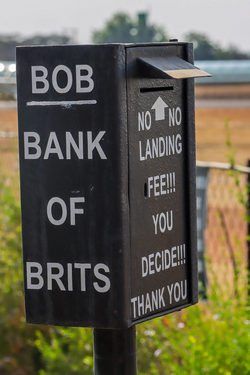 BOB
BANK
OF
BRITS
NO NO
LANDING
FEE!!!
YOU
DECIDE!!!
THANK YOU